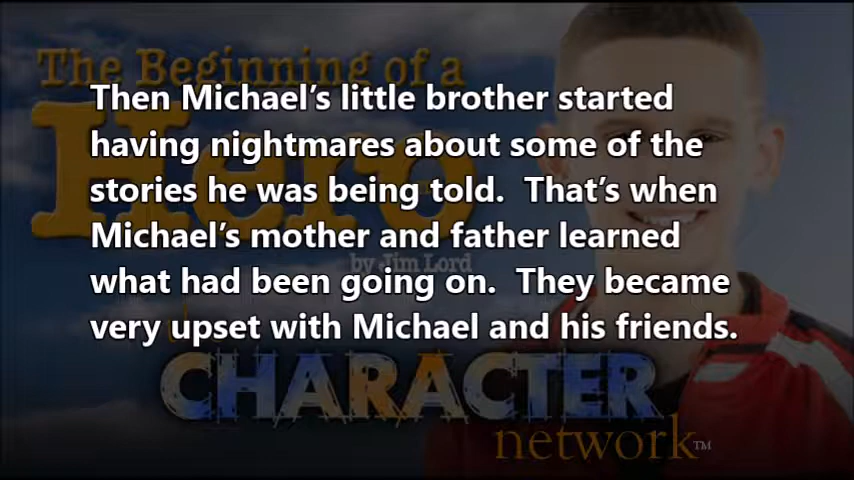 The Beginning of a
Hero
by Jim Lord
Then Michael's little brother started
having nightmares about some of the
stories he was being told.  That's when
Michael's mother and father learned
what had been going on.  They became
very upset with Michael and his friends.
CHARACTER
network™